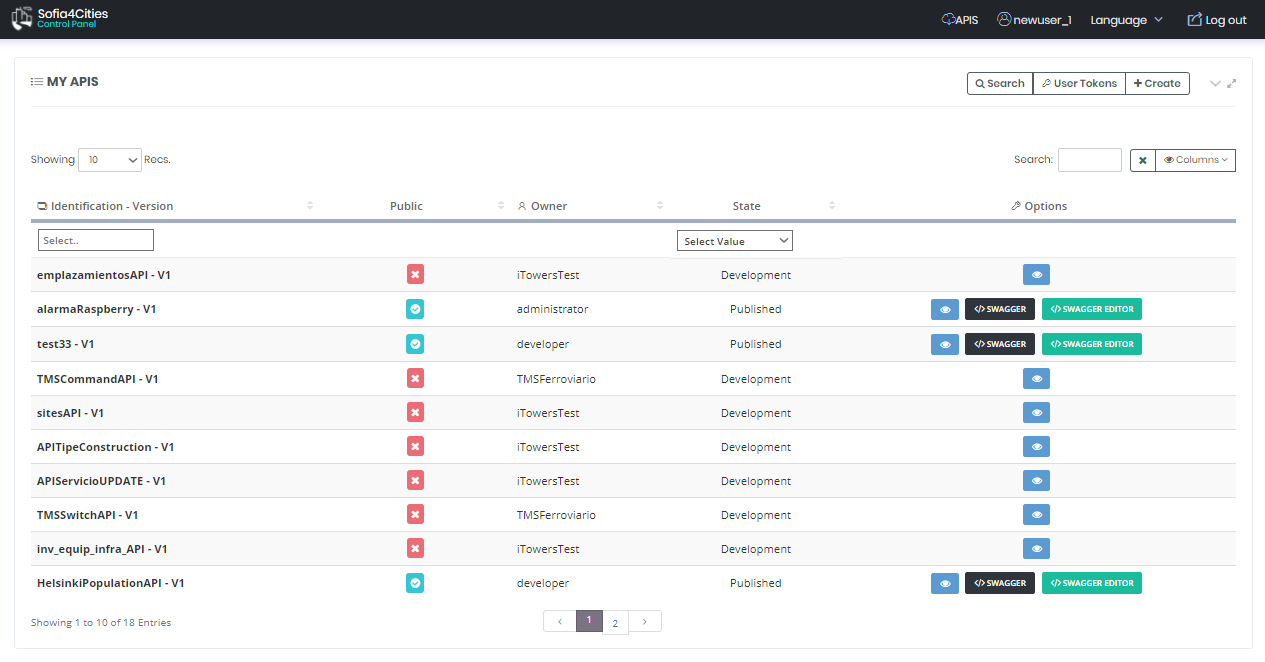 Sofia4Cities
Control Panel
APIS newuser_1 Language Log out
MY APIS
Search User Tokens Create
Showing 10 Recs.
Search: Columns
Identification - Version Public Owner State Options
Select.. Select Value
emplazamientosAPI - V1 iTowersTest Development
alarmaRaspberry - V1 administrator Published </> SWAGGER </> SWAGGER EDITOR
test33 - V1 developer Published </> SWAGGER </> SWAGGER EDITOR
TMSCommandAPI - V1 TMSFerroviario Development
sitesAPI - V1 iTowersTest Development
APITipeConstruction - V1 iTowersTest Development
APIServicioUPDATE - V1 iTowersTest Development
TMSSwitchAPI - V1 TMSFerroviario Development
inv_equip_infra_API - V1 iTowersTest Development
HelsinkiPopulationAPI - V1 developer Published </> SWAGGER </> SWAGGER EDITOR
Showing 1 to 10 of 18 Entries
‹ 1 2 ›